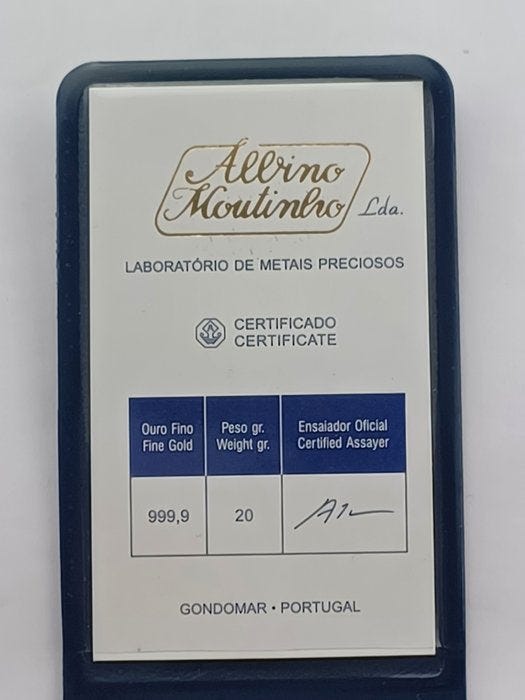 Albino
Moutinho Lda.
LABORATÓRIO DE METAIS PRECIOSOS
CERTIFICADO
CERTIFICATE
Ouro Fino Peso gr. Ensaiador Oficial
Fine Gold Weight gr. Certified Assayer
999,9 20
GONDOMAR • PORTUGAL